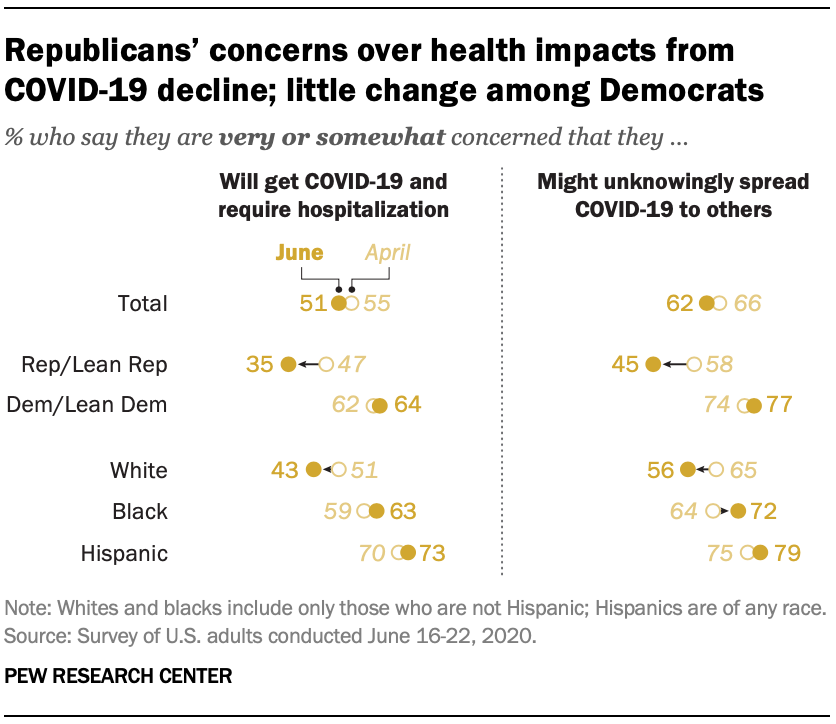 Republicans’ concerns over health impacts from
COVID-19 decline; little change among Democrats
% who say they are very or somewhat concerned that they ...
Will get COVID-19 and
require hospitalization
Might unknowingly spread
COVID-19 to others
June April
Total 51 55 62 66
Rep/Lean Rep 35 47 45 58
Dem/Lean Dem 62 64 74 77
White 43 51 56 65
Black 59 63 64 72
Hispanic 70 73 75 79
Note: Whites and blacks include only those who are not Hispanic; Hispanics are of any race.
Source: Survey of U.S. adults conducted June 16-22, 2020.
PEW RESEARCH CENTER